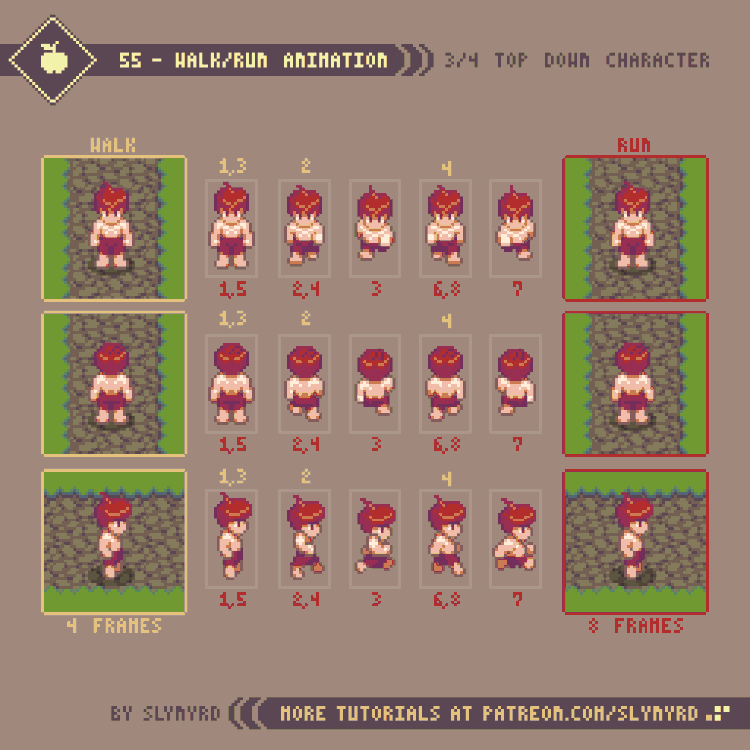 55 - WALK/RUN ANIMATION 3/4 TOP DOWN CHARACTER
WALK RUN
1,3 2 4
1,5 2,4 3 6,8 7
1,3 2 4
1,5 2,4 3 6,8 7
1,3 2 4
1,5 2,4 3 6,8 7
4 FRAMES 8 FRAMES
BY SLYNYRD MORE TUTORIALS AT PATREON.COM/SLYNYRD